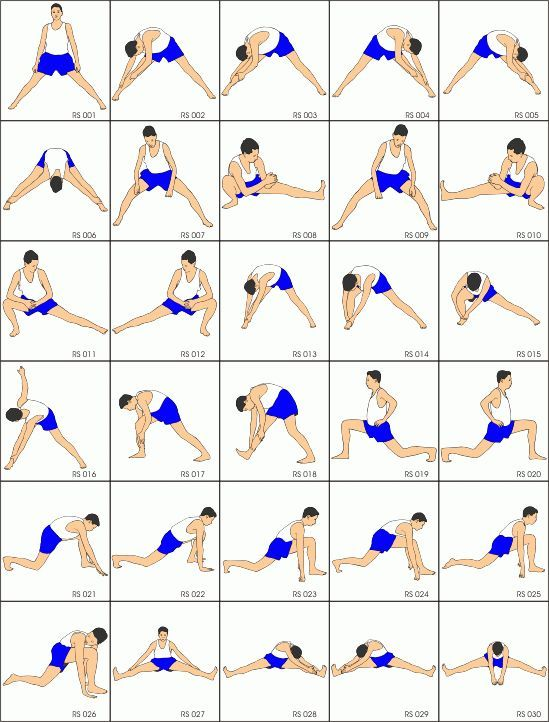 RS 001
RS 002
RS 003
RS 004
RS 005
RS 006
RS 007
RS 008
RS 009
RS 010
RS 011
RS 012
RS 013
RS 014
RS 015
RS 016
RS 017
RS 018
RS 019
RS 020
RS 021
RS 022
RS 023
RS 024
RS 025
RS 026
RS 027
RS 028
RS 029
RS 030